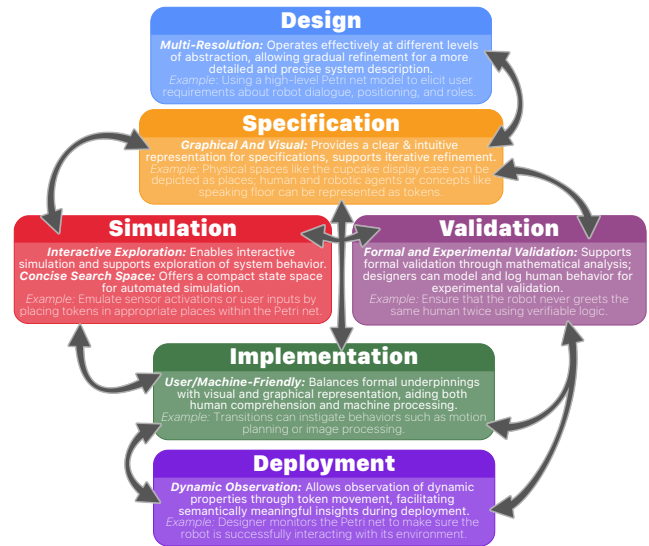 Design
Multi-Resolution: Operates effectively at different levels
of abstraction, allowing gradual refinement for a more
detailed and precise system description.
Example: Using a high-level Petri net model to elicit user
requirements about robot dialogue, positioning, and roles.
Specification
Graphical And Visual: Provides a clear & intuitive
representation for specifications, supports iterative refinement.
Example: Physical spaces like the cupcake display case can be
depicted as places; human and robotic agents or concepts like
speaking floor can be represented as tokens.
Simulation
Interactive Exploration: Enables interactive
simulation and supports exploration of system behavior.
Concise Search Space: Offers a compact state space
for automated simulation.
Example: Emulate sensor activations or user inputs by
placing tokens in appropriate places within the Petri net.
Validation
Formal and Experimental Validation: Supports
formal validation through mathematical analysis;
designers can model and log human behavior for
experimental validation.
Example: Ensure that the robot never greets the
same human twice using verifiable logic.
Implementation
User/Machine-Friendly: Balances formal underpinnings
with visual and graphical representation, aiding both
human comprehension and machine processing.
Example: Transitions can instigate behaviors such as motion
planning or image processing.
Deployment
Dynamic Observation: Allows observation of dynamic
properties through token movement, facilitating
semantically meaningful insights during deployment.
Example: Designer monitors the Petri net to make sure the
robot is successfully interacting with its environment.